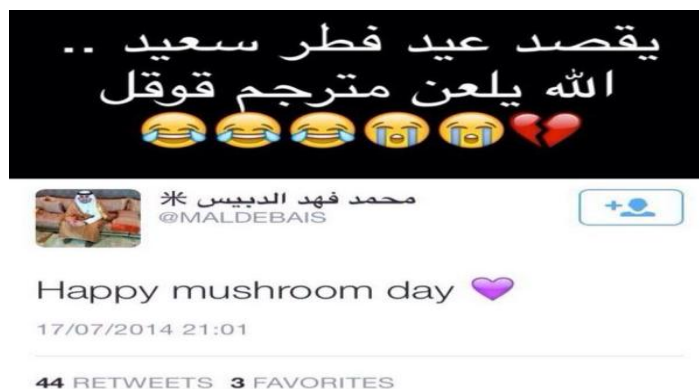 يقصد عيد فطر سعيد ..
الله يلعن مترجم قوقل
💔😭😭😂😂😂
محمد فهد الدبيس 米
@MALDEBAIS
Happy mushroom day 💜
17/07/2014 21:01
44 RETWEETS 3 FAVORITES